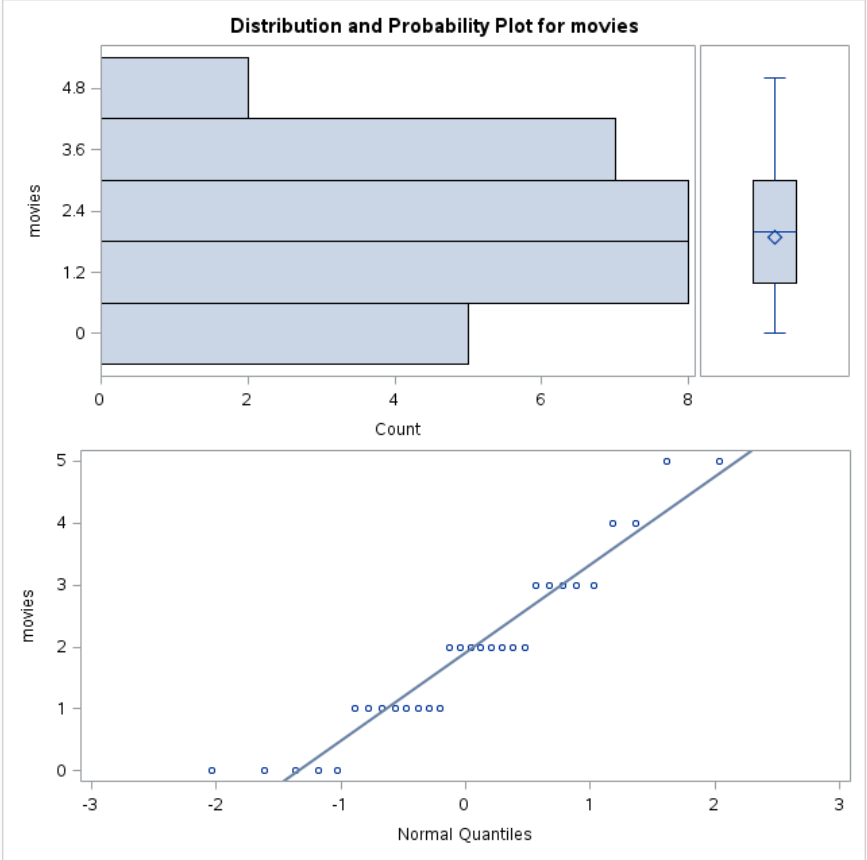 Distribution and Probability Plot for movies
4.8
3.6
2.4
1.2
0
movies
0 2 4 6 8
Count
5
4
3
2
1
0
movies
-3 -2 -1 0 1 2 3
Normal Quantiles